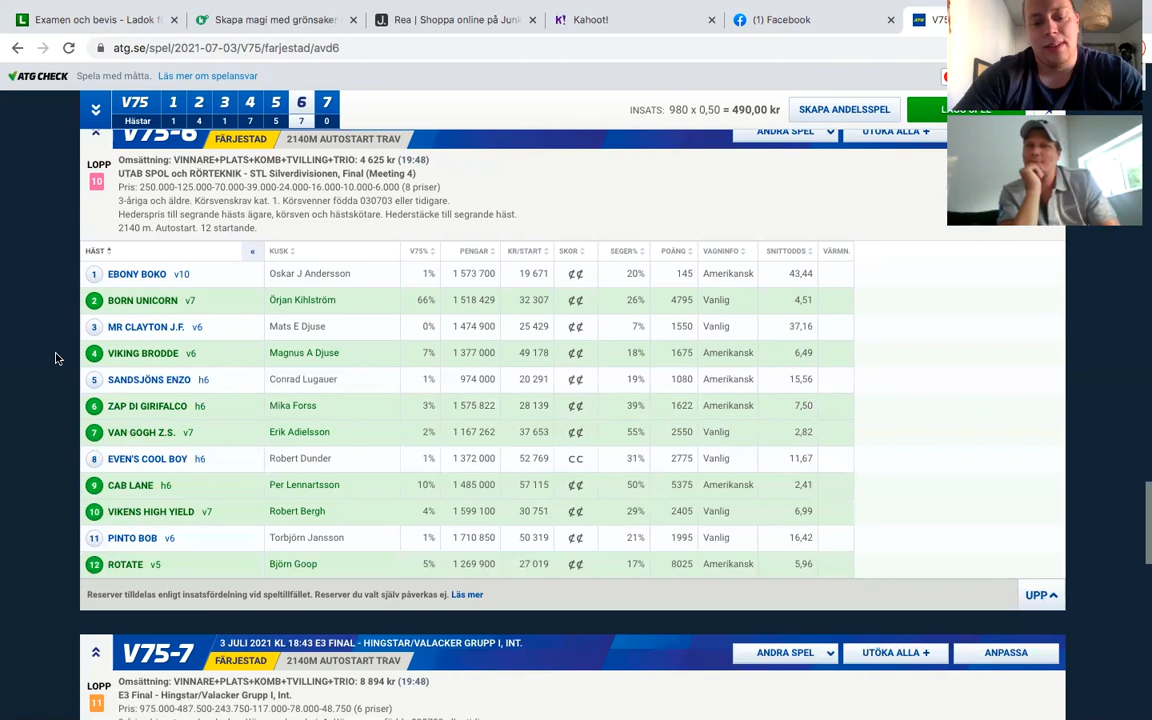 Examen och bevis - Ladok f
Skapa magi med grönsaker
Rea | Shoppa online på Junk
Kahoot!
(1) Facebook
V75
atg.se/spel/2021-07-03/V75/farjestad/avd6
ATG CHECK Spela med måtta. Läs mer om spelansvar
V75 1 2 3 4 5 6 7
Hästar 1 4 1 7 5 7 0
INSATS: 980 x 0,50 = 490,00 kr
SKAPA ANDELSSPEL
V75-6 FÄRJESTAD 2140M AUTOSTART TRAV
ANDRA SPEL
UTÖKA ALLA +
LOPP
10
Omsättning: VINNARE+PLATS+KOMB+TVILLING+TRIO: 4 625 kr (19:48)
UTAB SPOL och RÖRTEKNIK - STL Silverdivisionen, Final (Meeting 4)
Pris: 250.000-125.000-70.000-39.000-24.000-16.000-10.000-6.000 (8 priser)
3-åriga och äldre. Körsvenskrav kat. 1. Körsvenner födda 030703 eller tidigare.
Hederspris till segrande hästs ägare, körsven och hästskötare. Hederstäcke till segrande häst.
2140 m. Autostart. 12 startande.
HÄST « KUSK V75% PENGAR KR/START SKOR SEGER% POÄNG VAGNINFO SNITTODDS VÄRMN.
1 EBONY BOKO v10 Oskar J Andersson 1% 1 573 700 19 671 ȼȼ 20% 145 Amerikansk 43,44
2 BORN UNICORN v7 Örjan Kihlström 66% 1 518 429 32 307 ȼȼ 26% 4795 Vanlig 4,51
3 MR CLAYTON J.F. v6 Mats E Djuse 0% 1 474 900 25 429 ȼȼ 7% 1550 Vanlig 37,16
4 VIKING BRODDE v6 Magnus A Djuse 7% 1 377 000 49 178 ȼȼ 18% 1675 Amerikansk 6,49
5 SANDSJÖNS ENZO h6 Conrad Lugauer 1% 974 000 20 291 ȼȼ 19% 1080 Amerikansk 15,56
6 ZAP DI GIRIFALCO h6 Mika Forss 3% 1 575 822 28 139 ȼȼ 39% 1622 Amerikansk 7,50
7 VAN GOGH Z.S. v7 Erik Adielsson 2% 1 167 262 37 653 ȼȼ 55% 2550 Vanlig 2,82
8 EVEN'S COOL BOY h6 Robert Dunder 1% 1 372 000 52 769 CC 31% 2775 Vanlig 11,67
9 CAB LANE h6 Per Lennartsson 10% 1 485 000 57 115 ȼȼ 50% 5375 Amerikansk 2,41
10 VIKENS HIGH YIELD v7 Robert Bergh 4% 1 599 100 30 751 ȼȼ 29% 2405 Vanlig 6,99
11 PINTO BOB v6 Torbjörn Jansson 1% 1 710 850 50 319 ȼȼ 21% 1995 Vanlig 16,42
12 ROTATE v5 Björn Goop 5% 1 269 900 27 019 ȼȼ 17% 8025 Vanlig 5,96
Reserver tilldelas enligt insatsfördelning vid speltillfället. Reserver du valt själv påverkas ej. Läs mer
UPP
V75-7 3 JULI 2021 KL 18:43 E3 FINAL - HINGSTAR/VALACKER GRUPP I, INT.
FÄRJESTAD 2140M AUTOSTART TRAV
ANDRA SPEL
UTÖKA ALLA +
ANPASSA
LOPP
11
Omsättning: VINNARE+PLATS+KOMB+TVILLING+TRIO: 8 894 kr (19:48)
E3 Final - Hingstar/Valacker Grupp I, Int.
Pris: 975.000-487.500-243.750-117.000-78.000-48.750 (6 priser)